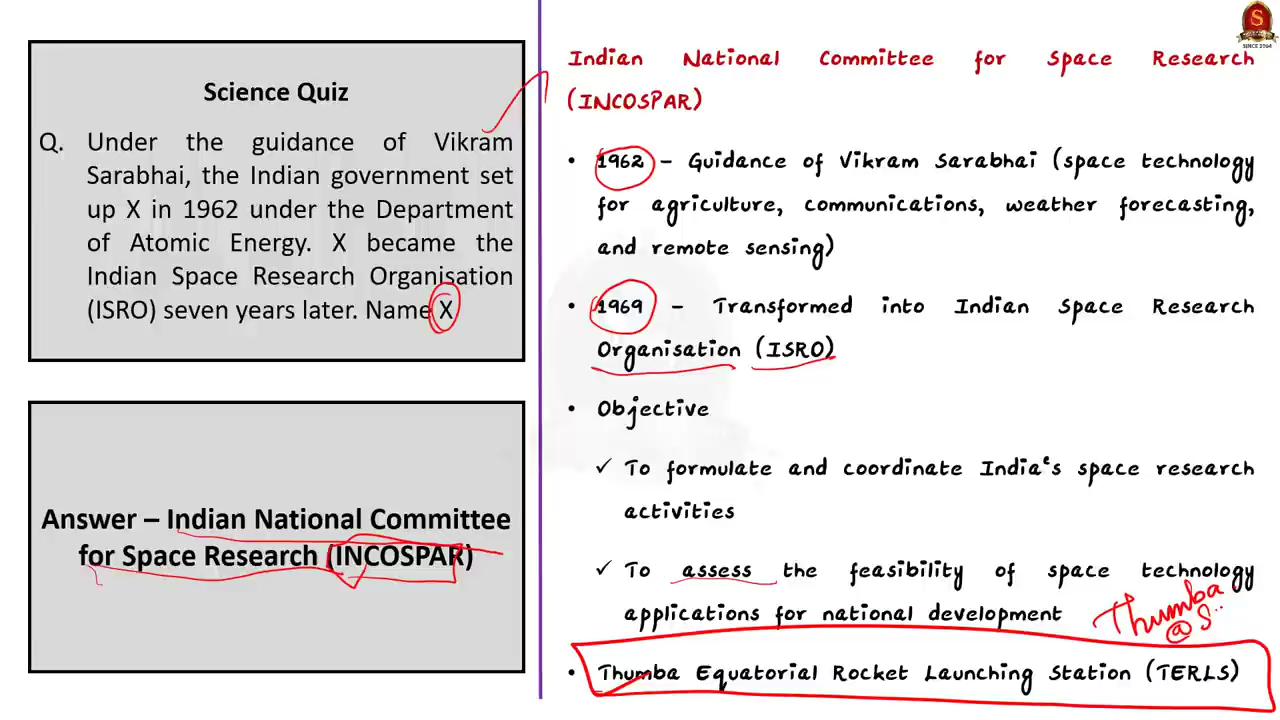 Science Quiz
Q. Under the guidance of Vikram
Sarabhai, the Indian government set
up X in 1962 under the Department
of Atomic Energy. X became the
Indian Space Research Organisation
(ISRO) seven years later. Name X
Answer – Indian National Committee
for Space Research (INCOSPAR)
S
SINCE 2004
Indian National Committee for Space Research
(INCOSPAR)
• 1962 – Guidance of Vikram Sarabhai (space technology
for agriculture, communications, weather forecasting,
and remote sensing)
• 1969 – Transformed into Indian Space Research
Organisation (ISRO)
• Objective
✓ To formulate and coordinate India's space research
activities
✓ To assess the feasibility of space technology
applications for national development
Thumba
@ S..
• Thumba Equatorial Rocket Launching Station (TERLS)